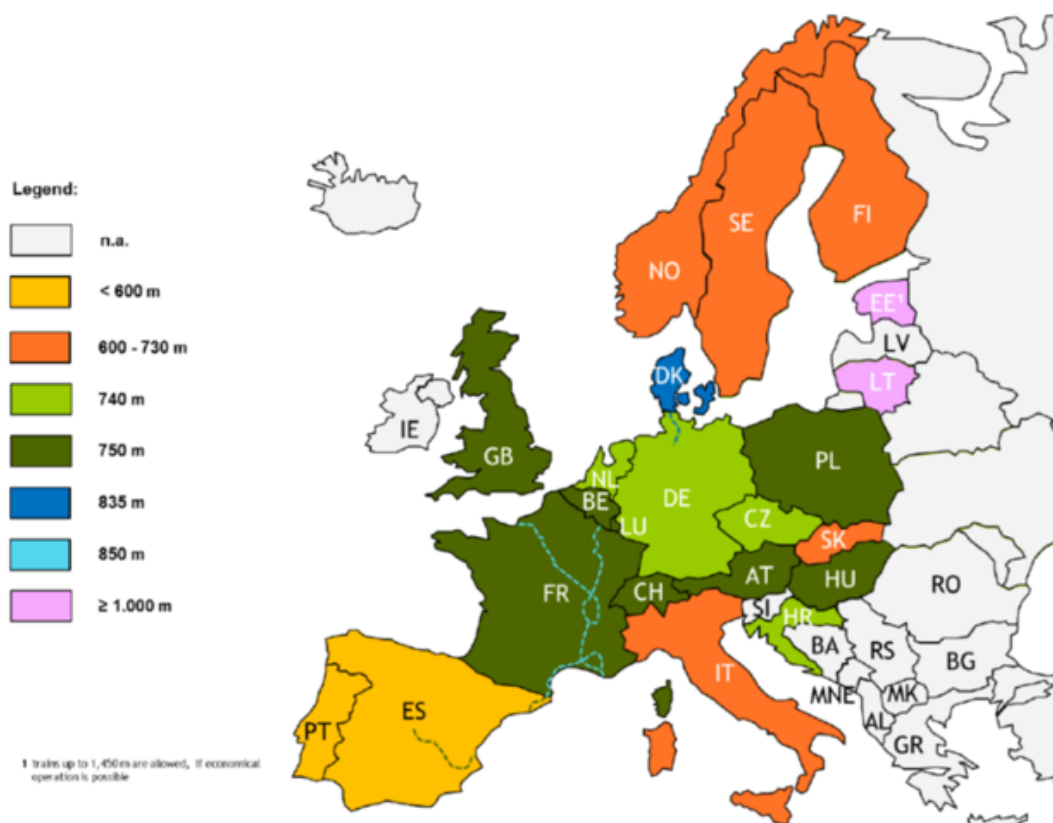 Legend:
n.a.
< 600 m
600 - 730 m
740 m
750 m
835 m
850 m
≥ 1.000 m
1 trains up to 1,450m are allowed, if economical
operation is possible
NO
SE
FI
EE¹
LV
LT
DK
IE
GB
NL
BE
LU
DE
PL
CZ
SK
FR
CH
AT
HU
RO
SI
HR
BA
RS
BG
IT
MNE
MK
AL
GR
PT
ES